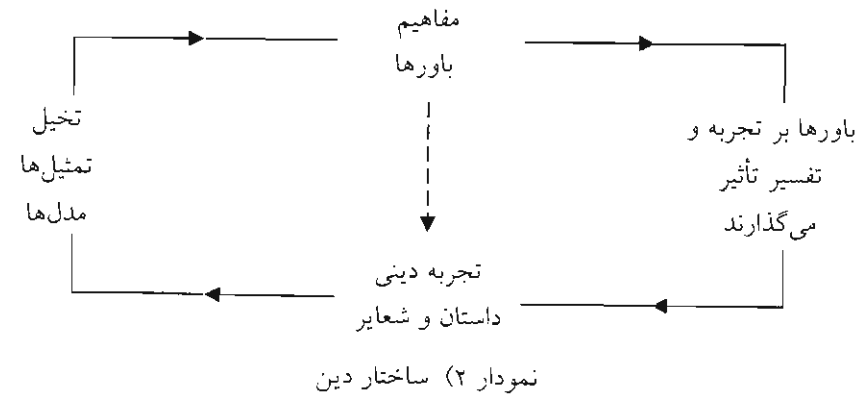 مفاهیم
باورها
باورها بر تجربه و
تفسیر تأثیر
می‌گذارند
تخیل
تمثیل‌ها
مدل‌ها
تجربه دینی
داستان و شعایر
نمودار ۲) ساختار دین